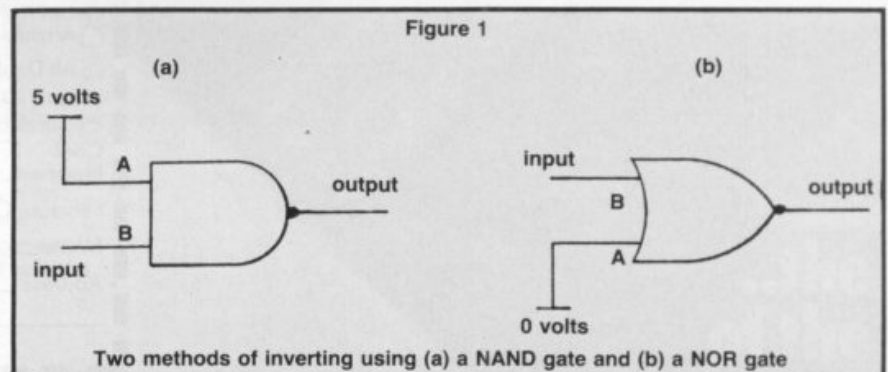 Figure 1
(a)
5 volts
A
B
input
output
(b)
input
B
A
0 volts
output
Two methods of inverting using (a) a NAND gate and (b) a NOR gate